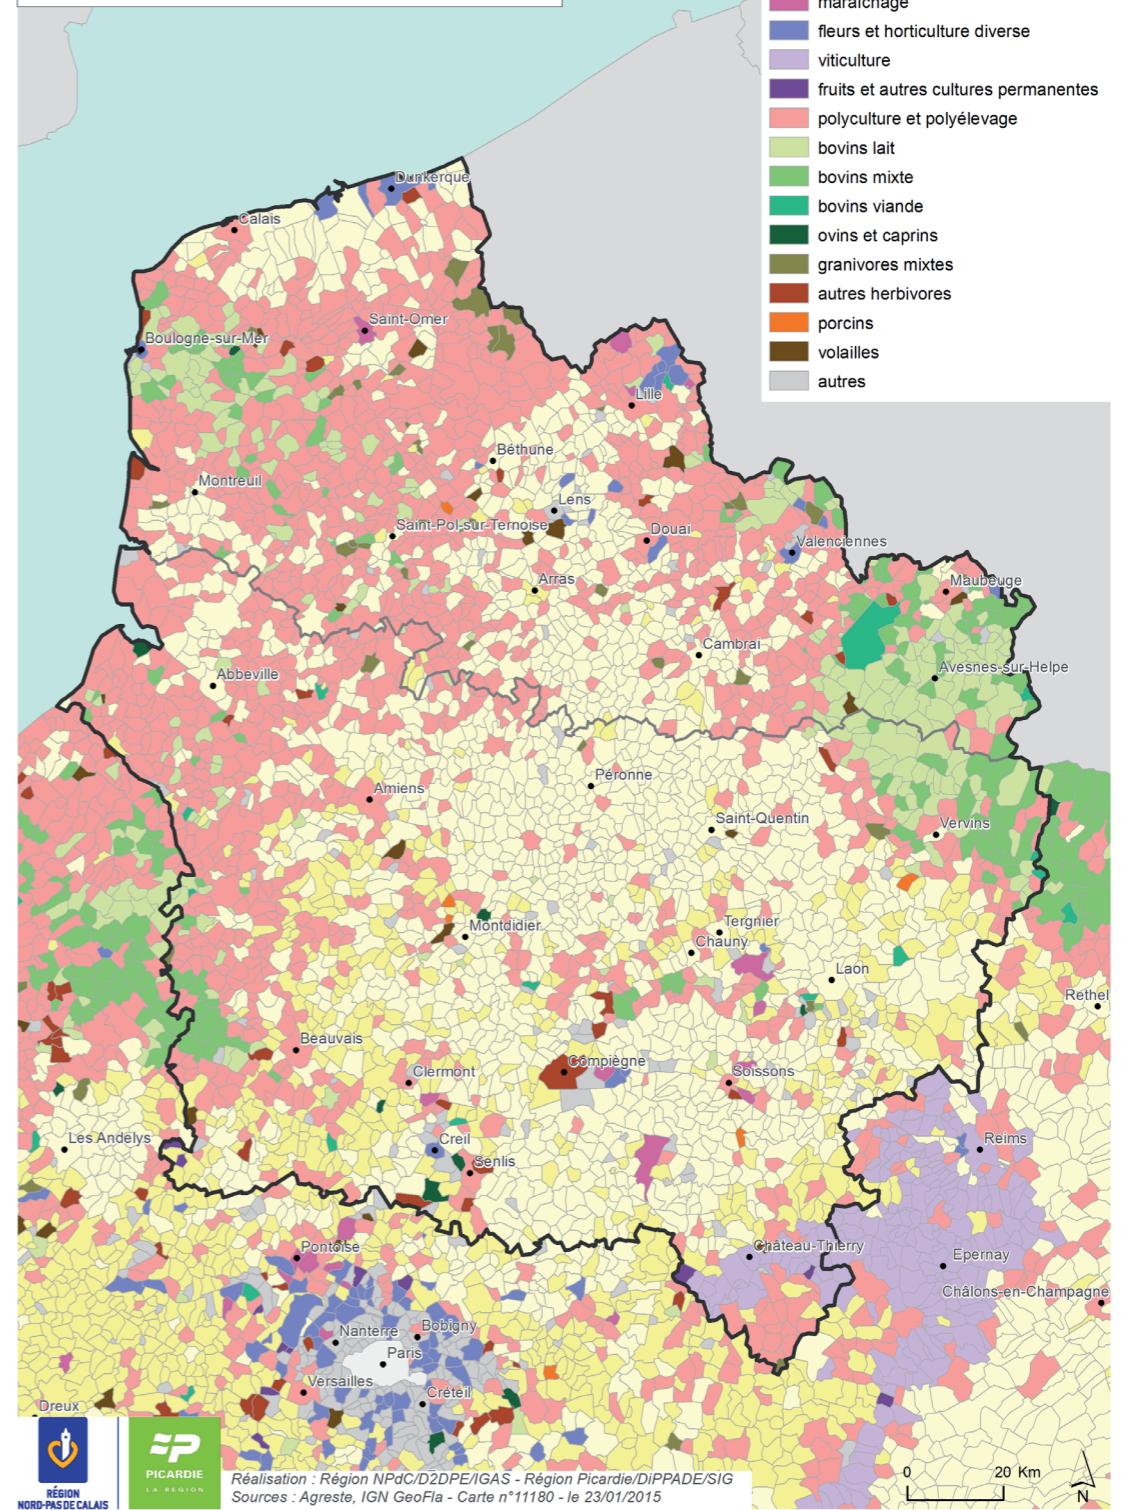 maraîchage
fleurs et horticulture diverse
viticulture
fruits et autres cultures permanentes
polyculture et polyélevage
bovins lait
bovins mixte
bovins viande
ovins et caprins
granivores mixtes
autres herbivores
porcins
volailles
autres
Dunkerque
Calais
Saint-Omer
Boulogne-sur-Mer
Lille
Béthune
Montreuil
Lens
Saint-Pol-sur-Ternoise
Douai
Valenciennes
Arras
Maubeuge
Cambrai
Avesnes-sur-Helpe
Abbeville
Péronne
Amiens
Saint-Quentin
Vervins
Montdidier
Tergnier
Chauny
Laon
Rethel
Beauvais
Compiègne
Clermont
Soissons
Les Andelys
Creil
Reims
Senlis
Pontoise
Château-Thierry
Epernay
Châlons-en-Champagne
Nanterre
Bobigny
Paris
Versailles
Créteil
Dreux
RÉGION
NORD-PAS DE CALAIS
PICARDIE
LA RÉGION
Réalisation : Région NPdC/D2DPE/IGAS - Région Picardie/DiPPADE/SIG
Sources : Agreste, IGN GeoFla - Carte n°11180 - le 23/01/2015
0 20 Km
N